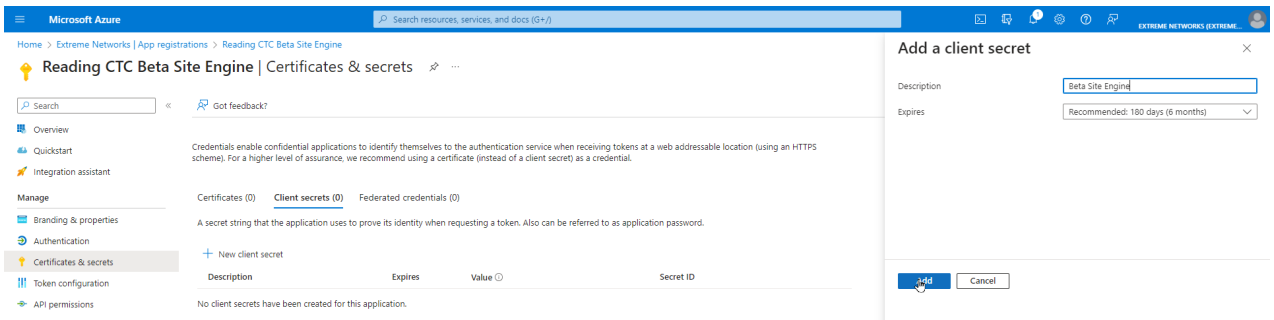 Microsoft Azure
Search resources, services, and docs (G+/)
1
EXTREME NETWORKS (EXTREME...
Home > Extreme Networks | App registrations > Reading CTC Beta Site Engine
Reading CTC Beta Site Engine | Certificates & secrets
Search
«
Got feedback?
Overview
Quickstart
Integration assistant
Manage
Branding & properties
Authentication
Certificates & secrets
Token configuration
API permissions
Credentials enable confidential applications to identify themselves to the authentication service when receiving tokens at a web addressable location (using an HTTPS
scheme). For a higher level of assurance, we recommend using a certificate (instead of a client secret) as a credential.
Certificates (0) Client secrets (0) Federated credentials (0)
A secret string that the application uses to prove its identity when requesting a token. Also can be referred to as application password.
New client secret
Description Expires Value Secret ID
No client secrets have been created for this application.
Add a client secret
Description Beta Site Engine
Expires Recommended: 180 days (6 months)
Add Cancel